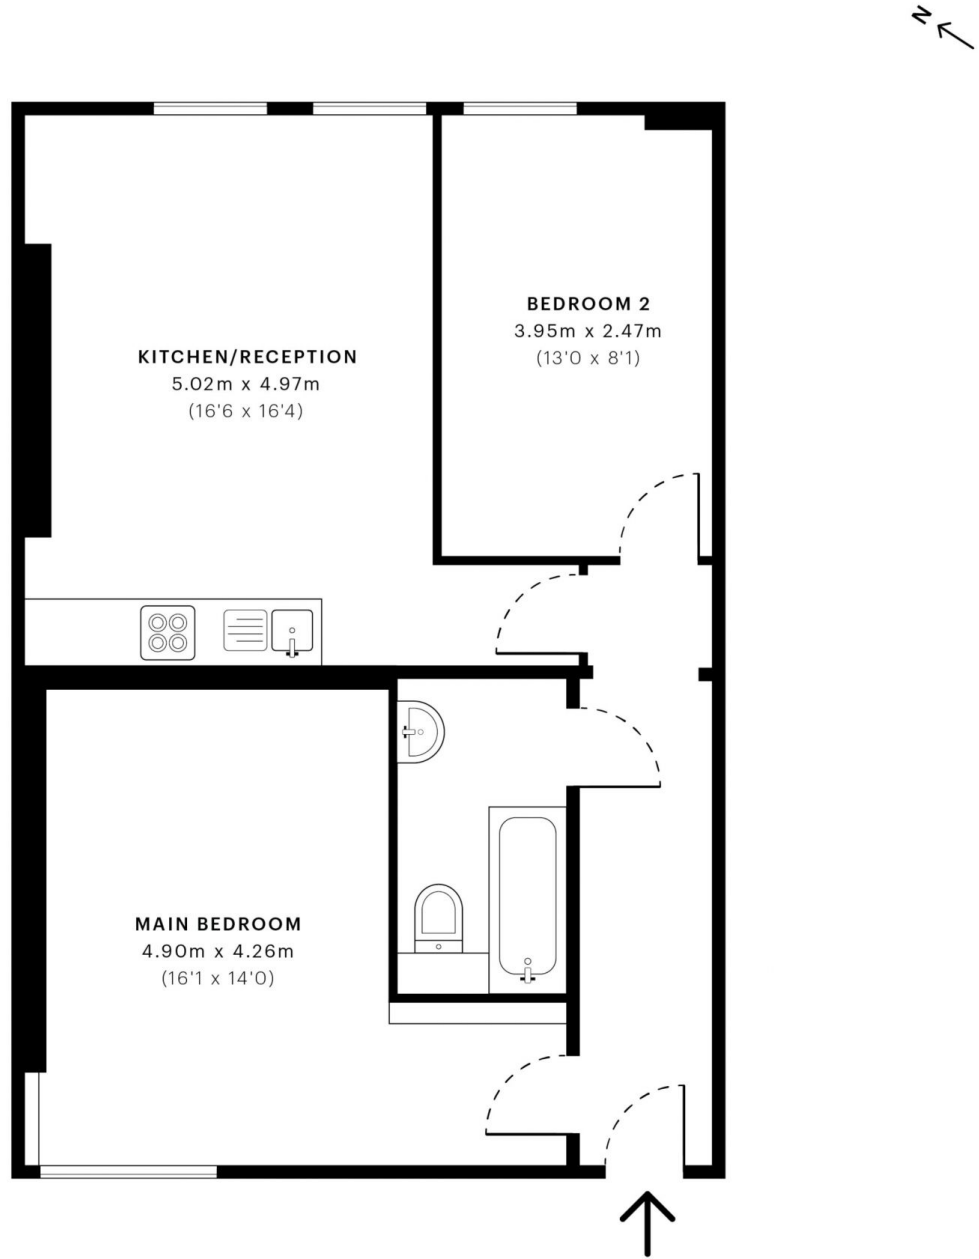 N
BEDROOM 2
3.95m x 2.47m
(13'0 x 8'1)
KITCHEN/RECEPTION
5.02m x 4.97m
(16'6 x 16'4)
MAIN BEDROOM
4.90m x 4.26m
(16'1 x 14'0)